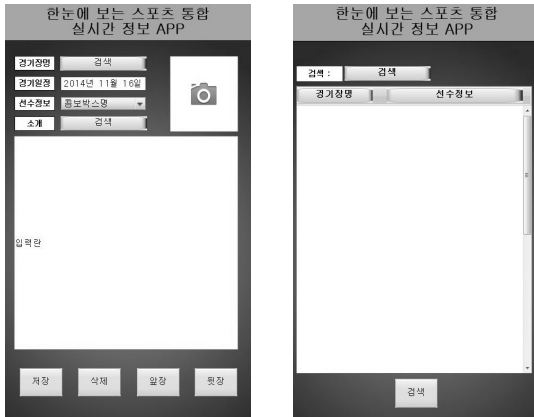 한눈에 보는 스포츠 통합
실시간 정보 APP
경기장명 검색
경기일정 2014년 11월 16일
선수정보 콤보박스명
소개 검색
입력란
저장 삭제 앞장 뒷장
한눈에 보는 스포츠 통합
실시간 정보 APP
검색 : 검색
경기장명 선수정보
검색